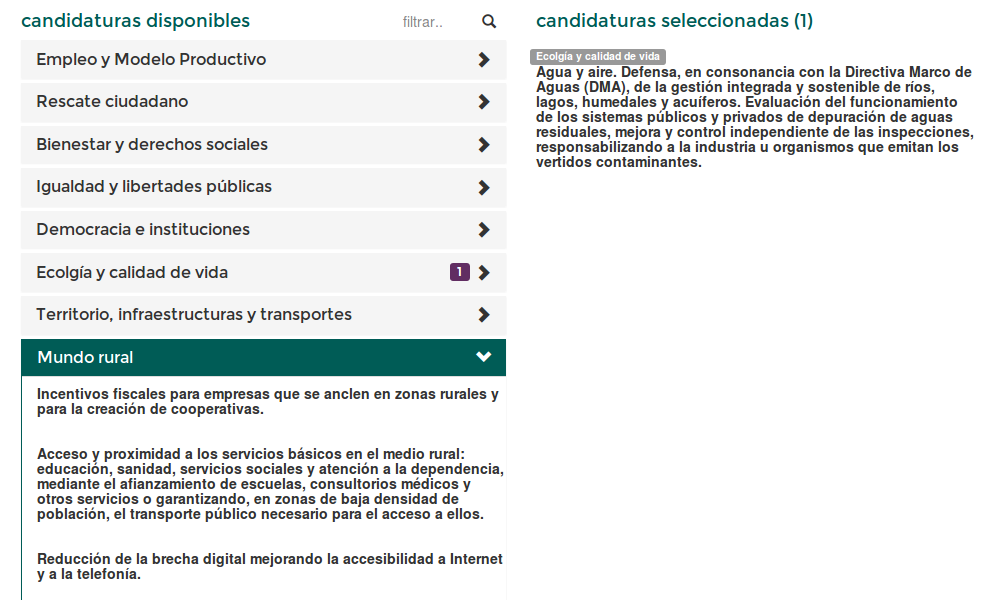 candidaturas disponibles
filtrar..
Empleo y Modelo Productivo
Rescate ciudadano
Bienestar y derechos sociales
Igualdad y libertades públicas
Democracia e instituciones
Ecolgía y calidad de vida
1
Territorio, infraestructuras y transportes
Mundo rural
Incentivos fiscales para empresas que se anclen en zonas rurales y
para la creación de cooperativas.
Acceso y proximidad a los servicios básicos en el medio rural:
educación, sanidad, servicios sociales y atención a la dependencia,
mediante el afianzamiento de escuelas, consultorios médicos y
otros servicios o garantizando, en zonas de baja densidad de
población, el transporte público necesario para el acceso a ellos.
Reducción de la brecha digital mejorando la accesibilidad a Internet
y a la telefonía.
candidaturas seleccionadas (1)
Ecolgía y calidad de vida
Agua y aire. Defensa, en consonancia con la Directiva Marco de
Aguas (DMA), de la gestión integrada y sostenible de ríos,
lagos, humedales y acuíferos. Evaluación del funcionamiento
de los sistemas públicos y privados de depuración de aguas
residuales, mejora y control independiente de las inspecciones,
responsabilizando a la industria u organismos que emitan los
vertidos contaminantes.